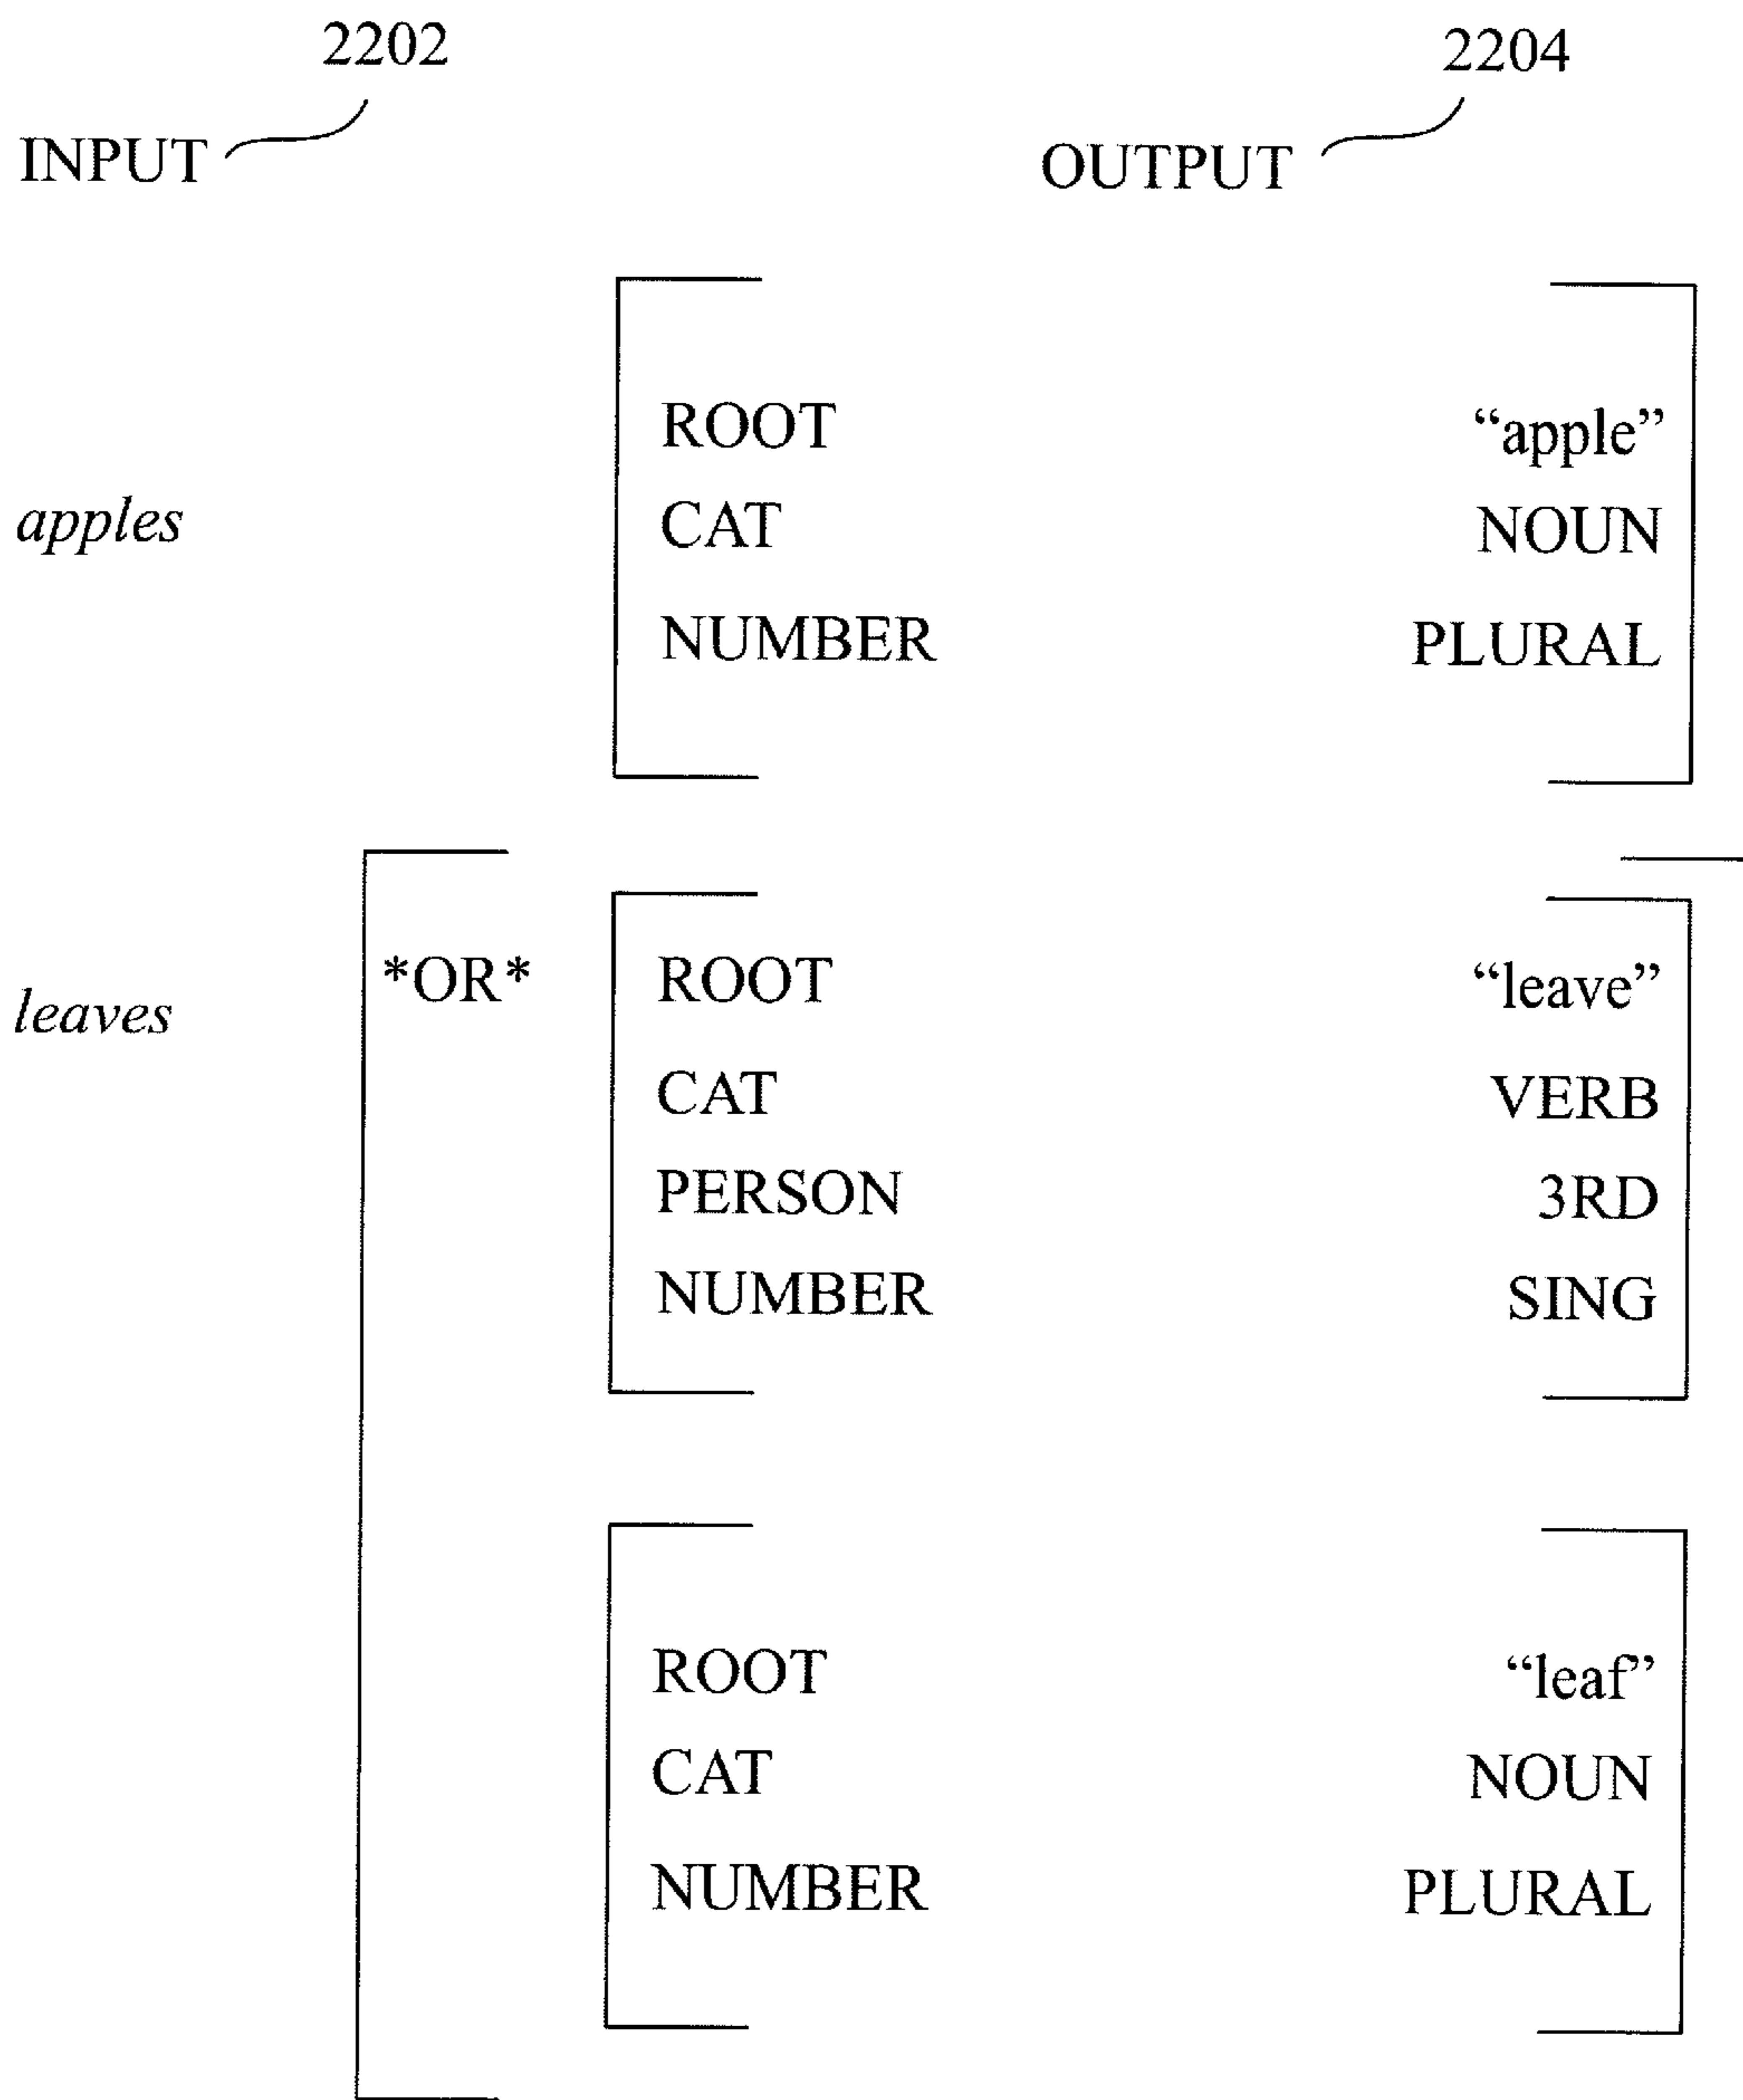 2202 2204
INPUT OUTPUT
ROOT “apple”
apples CAT NOUN
NUMBER PLURAL
*OR* ROOT “leave”
leaves
CAT VERB
PERSON 3RD
NUMBER SING
ROOT “leaf”
CAT NOUN
NUMBER PLURAL